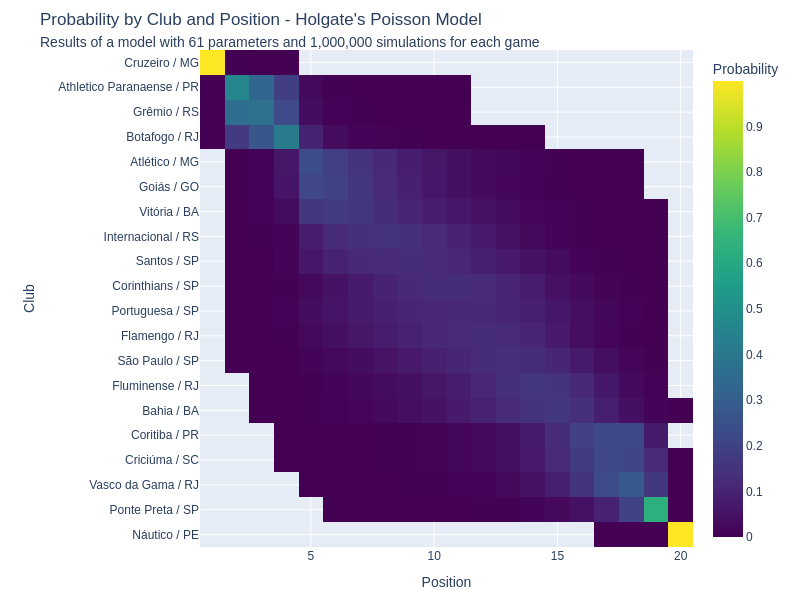 Probability by Club and Position - Holgate's Poisson Model
Results of a model with 61 parameters and 1,000,000 simulations for each game
Probability
Club
Cruzeiro / MG
Athletico Paranaense / PR
Grêmio / RS
Botafogo / RJ
Atlético / MG
Goiás / GO
Vitória / BA
Internacional / RS
Santos / SP
Corinthians / SP
Portuguesa / SP
Flamengo / RJ
São Paulo / SP
Fluminense / RJ
Bahia / BA
Coritiba / PR
Criciúma / SC
Vasco da Gama / RJ
Ponte Preta / SP
Náutico / PE
0.9
0.8
0.7
0.6
0.5
0.4
0.3
0.2
0.1
0
5
10
15
20
Position